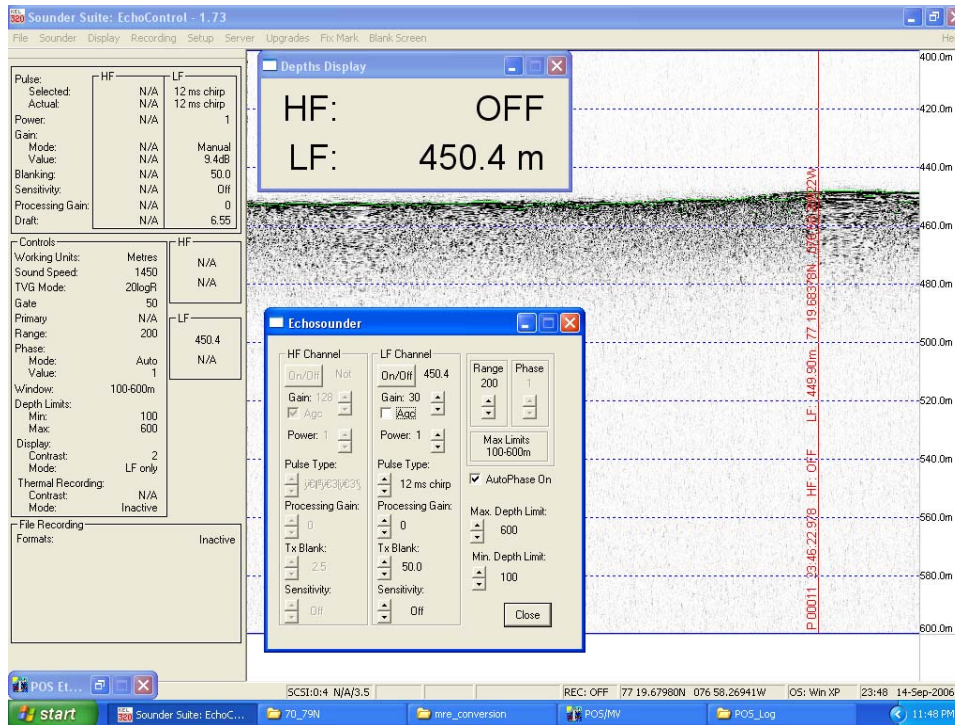 KEL 320 Sounder Suite: EchoControl - 1.73
File Sounder Display Recording Setup Server Upgrades Fix Mark Blank Screen
HF LF
Pulse:
Selected: N/A 12 ms chirp
Actual: N/A 12 ms chirp
Power: N/A 1
Gain:
Mode: N/A Manual
Value: N/A 9.4dB
Blanking: N/A 50.0
Sensitivity: N/A Off
Processing Gain: N/A 0
Draft: N/A 6.55
Controls
Working Units: Metres
Sound Speed: 1450
TVG Mode: 20logR
Gate 50
Primary N/A
Range: 200
Phase:
Mode: Auto
Value: 1
Window: 100-600m
Depth Limits:
Min: 100
Max: 600
Display:
Contrast: 2
Mode: LF only
Thermal Recording:
Contrast: N/A
Mode: Inactive
HF
N/A
N/A
LF
450.4
N/A
File Recording
Formats: Inactive
Depths Display
HF: OFF
LF: 450.4 m
400.0m
420.0m
440.0m
460.0m
480.0m
500.0m
520.0m
540.0m
560.0m
580.0m
600.0m
P 00011 23:46:22.978 HF: OFF LF: 449.90m 77 19.68378N
Echosounder
HF Channel
On/Off Not
Gain: 128
Agc
Power: 1
Pulse Type:
Processing Gain:
0
Tx Blank:
2.5
Sensitivity:
Off
LF Channel
On/Off 450.4
Gain: 30
Agc
Power: 1
Pulse Type:
12 ms chirp
Processing Gain:
0
Tx Blank:
50.0
Sensitivity:
Off
Range
200
Phase
1
Max Limits
100-600m
AutoPhase On
Max. Depth Limit:
600
Min. Depth Limit:
100
Close
POS Et...
SCSI:0:4 N/A/3.5 REC: OFF 77 19.67980N 076 58.26941W OS: Win XP 23:48 14-Sep-2006
start Sounder Suite: EchoC... 70_79N mre_conversion POS/MV POS_Log 11:48 PM